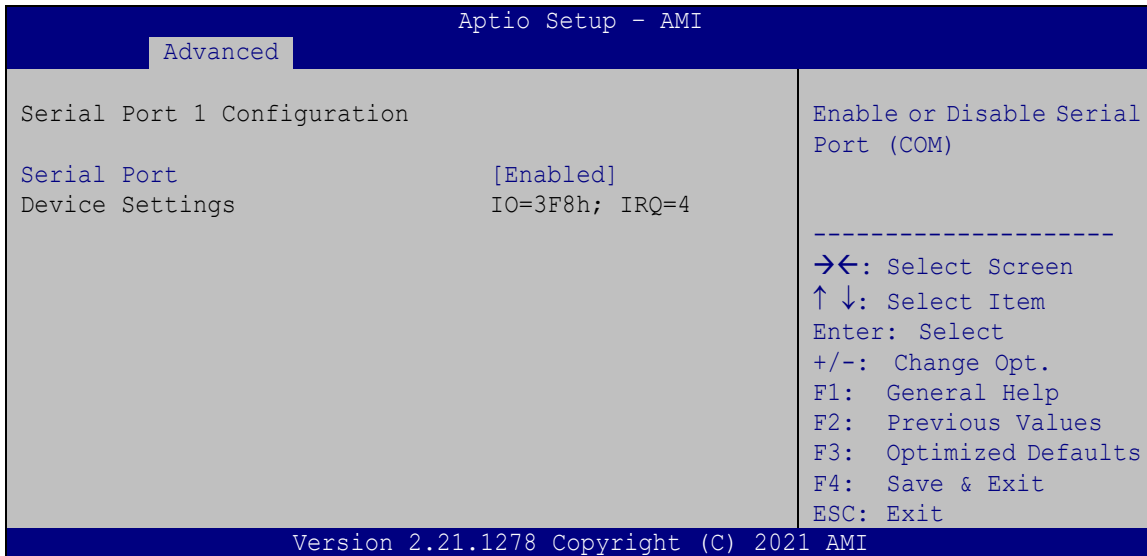 Aptio Setup – AMI
Advanced
Serial Port 1 Configuration
Serial Port [Enabled]
Device Settings IO=3F8h; IRQ=4
Enable or Disable Serial
Port (COM)
---------------------
→←: Select Screen
↑ ↓: Select Item
Enter: Select
+/-: Change Opt.
F1: General Help
F2: Previous Values
F3: Optimized Defaults
F4: Save & Exit
ESC: Exit
Version 2.21.1278 Copyright (C) 2021 AMI